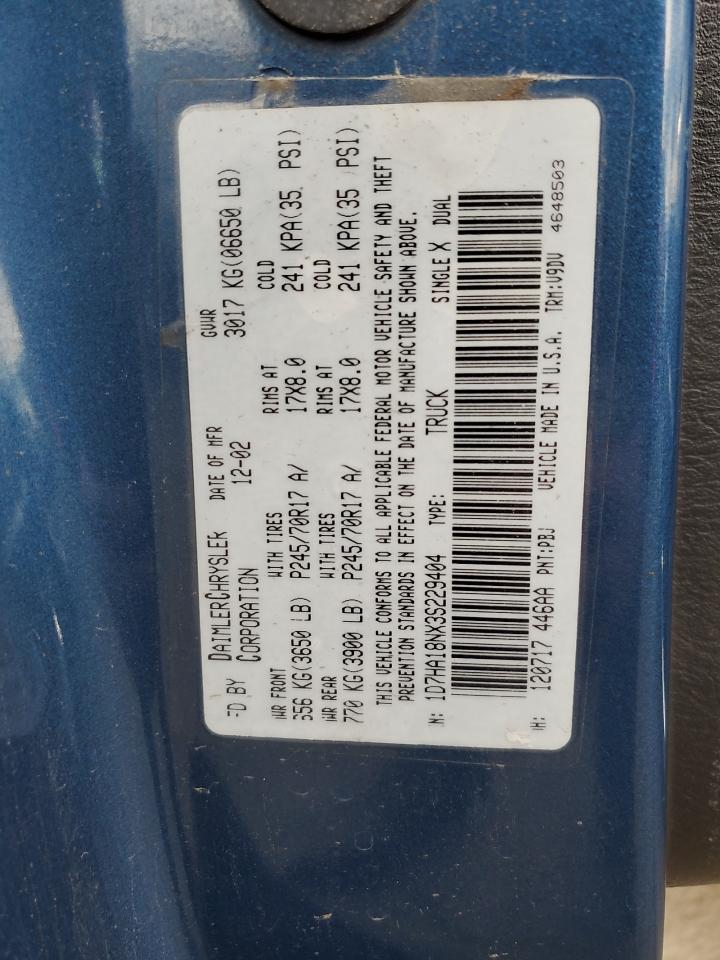 FD BY DAIMLERCHRYSLER DATE OF MFR GVWR
CORPORATION 12-02 3017 KG(06650 LB)
WR FRONT WITH TIRES RIMS AT COLD
556 KG(3650 LB) P245/70R17 A/ 17X8.0 241 KPA(35 PSI)
WR REAR WITH TIRES RIMS AT COLD
770 KG(3900 LB) P245/70R17 A/ 17X8.0 241 KPA(35 PSI)
THIS VEHICLE CONFORMS TO ALL APPLICABLE FEDERAL MOTOR VEHICLE SAFETY AND THEFT
PREVENTION STANDARDS IN EFFECT ON THE DATE OF MANUFACTURE SHOWN ABOVE.
N: 1D7HA18NX3S229404 TYPE: TRUCK SINGLE X DUAL
H: 120717 446AA PNT:PBJ VEHICLE MADE IN U.S.A. TRM:V9DV
4648503